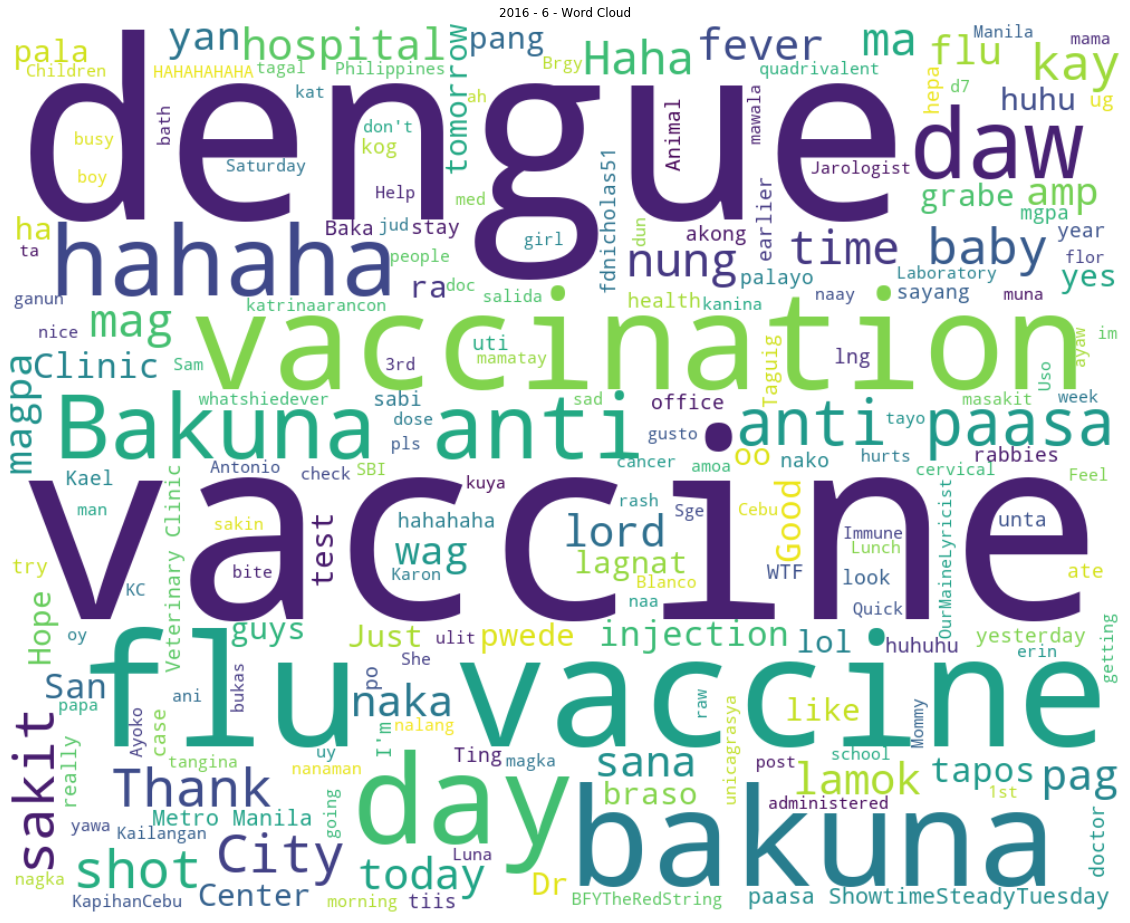 2016 - 6 - Word Cloud
pala
yan
hospital
tomorrow
pang
Haha
fever
ma
flu
Manila
mama
kay
Children
HAHAHAHAHA
tagal
Philippines
Brgy
quadrivalent
d7
hepa
huhu
ug
kat
ah
dengue
daw
busy
bath
don't
kog
Animal
mawala
boy
Saturday
Help
med
Jarologist
grabe
amp
mgpa
ha
hahaha
Baka
jud
stay
girl
fdnicholas51
dun
akong
earlier
time
baby
year
ta
people
nung
palayo
Laboratory
flor
yes
ganun
ra
doc
salida
health
kanina
naay
sayang
muna
katrinaarancon
nice
mag
vaccination
uti
mamatay
lng
Taguig
Uso
ayaw
im
Clinic
Sam
3rd
magpa
whatshiedever
sabi
sad
office
masakit
week
Bakuna
anti
dose
pls
gusto
anti
tayo
paasa
Kael
Antonio
check
SBI
cancer
amoa
oo
nako
hurts
cervical
rabbies
Feel
man
Veterinary Clinic
kuya
vaccine
sakin
test
hahahaha
rash
Sge
Cebu
Good
Immune
OurMaineLyricist
unta
lord
try
bite
wag
Karon
lagnat
Blanco
WTF
Lunch
look
ate
KC
naa
Quick
Hope
oy
guys
Just
ulit
pwede
injection
lol
huhuhu
yesterday
erin
getting
She
San
flu vaccine
papa
ani
bukas
naka
po
raw
like
Mommy
Ayoko
case
nalang
I'm
unicagrasya
sakit
really
tangina
uy
nanaman
Ting
magka
sana
post
school
lamok
tapos
pag
Thank
day
braso
administered
1st
yawa
Metro Manila
going
bakuna
Kailangan
City
Luna
doctor
nagka
shot
today
Dr
KapihanCebu
Center
morning
tiis
BFYTheRedString
paasa ShowtimeSteadyTuesday